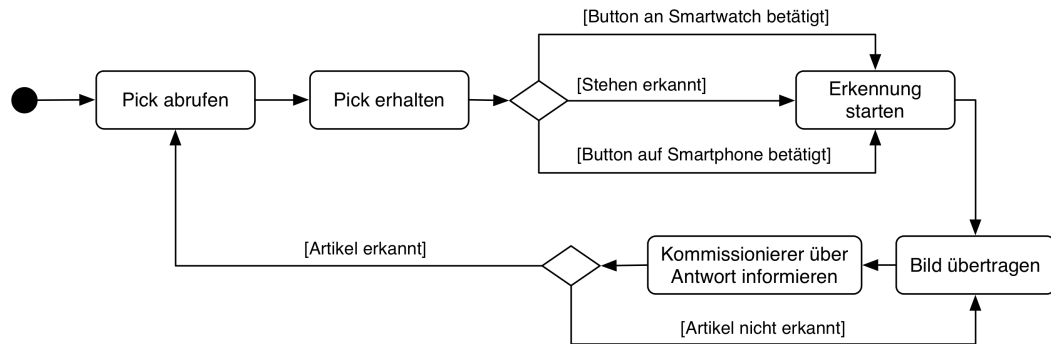 [Button an Smartwatch betätigt]
Pick abrufen
Pick erhalten
[Stehen erkannt]
Erkennung
starten
[Button auf Smartphone betätigt]
[Artikel erkannt]
Kommissionierer über
Antwort informieren
Bild übertragen
[Artikel nicht erkannt]